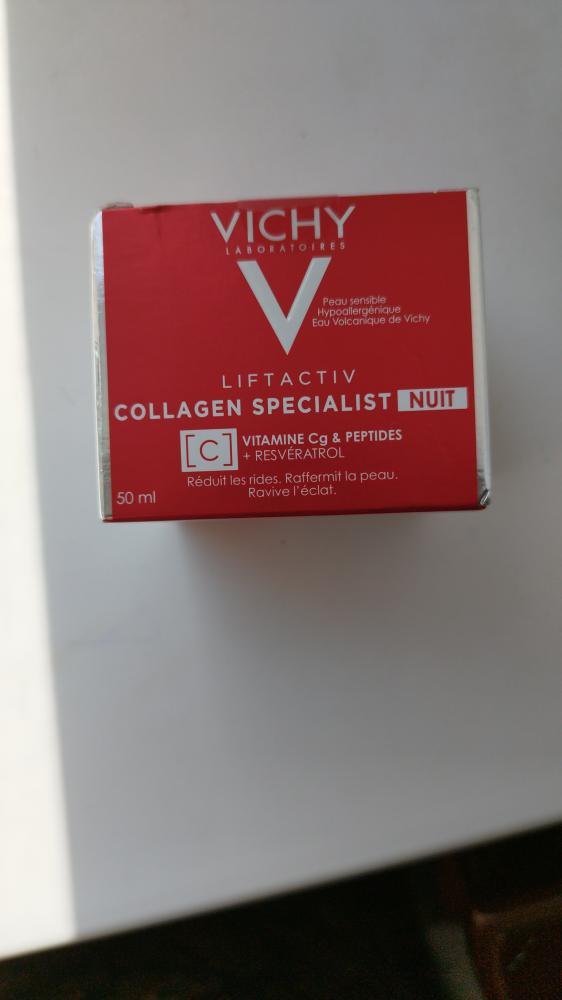 VICHY
LABORATOIRES
Peau sensible
Hypoallergénique
Eau Volcanique de Vichy
LIFTACTIV
COLLAGEN SPECIALIST NUIT
[C] VITAMINE Cg & PEPTIDES
+ RESVÉRATROL
Réduit les rides. Raffermit la peau.
Ravive l'éclat.
50 ml